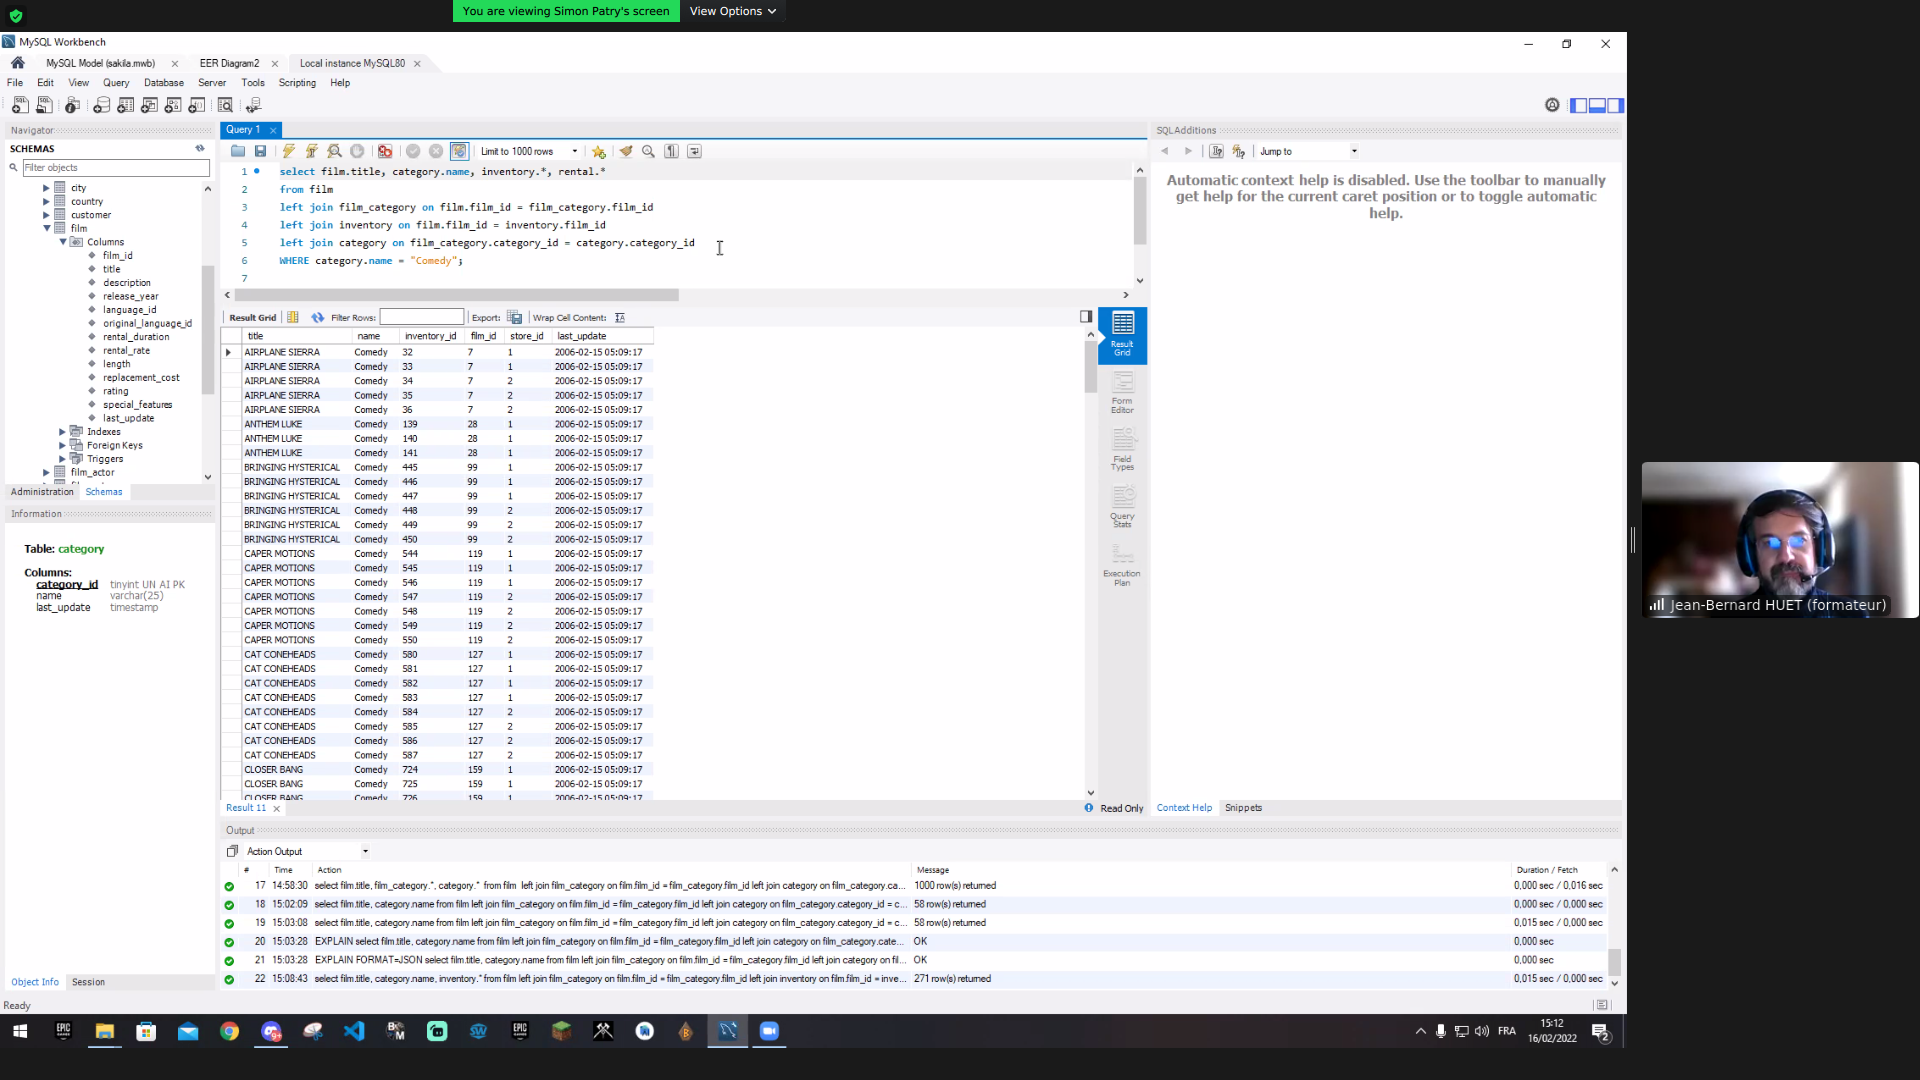 You are viewing Simon Patry's screen
View Options
MySQL Workbench
MySQL Model (sakila.mwb)
EER Diagram2
Local instance MySQL80
File Edit View Query Database Server Tools Scripting Help
Navigator
SCHEMAS
Filter objects
city
country
customer
film
Columns
film_id
title
description
release_year
language_id
original_language_id
rental_duration
rental_rate
length
replacement_cost
rating
special_features
last_update
Indexes
Foreign Keys
Triggers
film_actor
Administration Schemas
Information
Table: category
Columns:
category_id tinyint UN AI PK
name varchar(25)
last_update timestamp
Object Info Session
Ready
Query 1
Limit to 1000 rows
1 select film.title, category.name, inventory.*, rental.*
2 from film
3 left join film_category on film.film_id = film_category.film_id
4 left join inventory on film.film_id = inventory.film_id
5 left join category on film_category.category_id = category.category_id
6 WHERE category.name = "Comedy";
7
Result Grid Filter Rows: Export: Wrap Cell Content:
title name inventory_id film_id store_id last_update
AIRPLANE SIERRA Comedy 32 7 1 2006-02-15 05:09:17
AIRPLANE SIERRA Comedy 33 7 1 2006-02-15 05:09:17
AIRPLANE SIERRA Comedy 34 7 2 2006-02-15 05:09:17
AIRPLANE SIERRA Comedy 35 7 2 2006-02-15 05:09:17
AIRPLANE SIERRA Comedy 36 7 2 2006-02-15 05:09:17
ANTHEM LUKE Comedy 139 28 1 2006-02-15 05:09:17
ANTHEM LUKE Comedy 140 28 1 2006-02-15 05:09:17
ANTHEM LUKE Comedy 141 28 1 2006-02-15 05:09:17
BRINGING HYSTERICAL Comedy 445 99 1 2006-02-15 05:09:17
BRINGING HYSTERICAL Comedy 446 99 1 2006-02-15 05:09:17
BRINGING HYSTERICAL Comedy 447 99 1 2006-02-15 05:09:17
BRINGING HYSTERICAL Comedy 448 99 2 2006-02-15 05:09:17
BRINGING HYSTERICAL Comedy 449 99 2 2006-02-15 05:09:17
BRINGING HYSTERICAL Comedy 450 99 2 2006-02-15 05:09:17
CAPER MOTIONS Comedy 544 119 1 2006-02-15 05:09:17
CAPER MOTIONS Comedy 545 119 1 2006-02-15 05:09:17
CAPER MOTIONS Comedy 546 119 1 2006-02-15 05:09:17
CAPER MOTIONS Comedy 547 119 2 2006-02-15 05:09:17
CAPER MOTIONS Comedy 548 119 2 2006-02-15 05:09:17
CAPER MOTIONS Comedy 549 119 2 2006-02-15 05:09:17
CAPER MOTIONS Comedy 550 119 2 2006-02-15 05:09:17
CAT CONEHEADS Comedy 580 127 1 2006-02-15 05:09:17
CAT CONEHEADS Comedy 581 127 1 2006-02-15 05:09:17
CAT CONEHEADS Comedy 582 127 1 2006-02-15 05:09:17
CAT CONEHEADS Comedy 583 127 1 2006-02-15 05:09:17
CAT CONEHEADS Comedy 584 127 2 2006-02-15 05:09:17
CAT CONEHEADS Comedy 585 127 2 2006-02-15 05:09:17
CAT CONEHEADS Comedy 586 127 2 2006-02-15 05:09:17
CAT CONEHEADS Comedy 587 127 2 2006-02-15 05:09:17
CLOSER BANG Comedy 724 159 1 2006-02-15 05:09:17
CLOSER BANG Comedy 725 159 1 2006-02-15 05:09:17
CLOSER BANG Comedy 726 159 1 2006-02-15 05:09:17
Result Grid
Form Editor
Field Types
Query Stats
Execution Plan
Result 11
Read Only
SQLAdditions
Jump to
Automatic context help is disabled. Use the toolbar to manually
get help for the current caret position or to toggle automatic
help.
Context Help Snippets
Output
Action Output
# Time Action Message Duration / Fetch
17 14:58:30 select film.title, film_category.*, category.* from film left join film_category on film.film_id = film_category.film_id left join category on film_category.ca... 1000 row(s) returned 0,000 sec / 0,016 sec
18 15:02:09 select film.title, category.name from film left join film_category on film.film_id = film_category.film_id left join category on film_category.category_id = c... 58 row(s) returned 0,000 sec / 0,000 sec
19 15:03:08 select film.title, category.name from film left join film_category on film.film_id = film_category.film_id left join category on film_category.category_id = c... 58 row(s) returned 0,015 sec / 0,000 sec
20 15:03:28 EXPLAIN select film.title, category.name from film left join film_category on film.film_id = film_category.film_id left join category on film_category.cate... OK 0,000 sec
21 15:03:28 EXPLAIN FORMAT=JSON select film.title, category.name from film left join film_category on film.film_id = film_category.film_id left join category on fil... OK 0,000 sec
22 15:08:43 select film.title, category.name, inventory.* from film left join film_category on film.film_id = film_category.film_id left join inventory on film.film_id = inve... 271 row(s) returned 0,015 sec / 0,000 sec
Jean-Bernard HUET (formateur)
FRA
15:12
16/02/2022
2